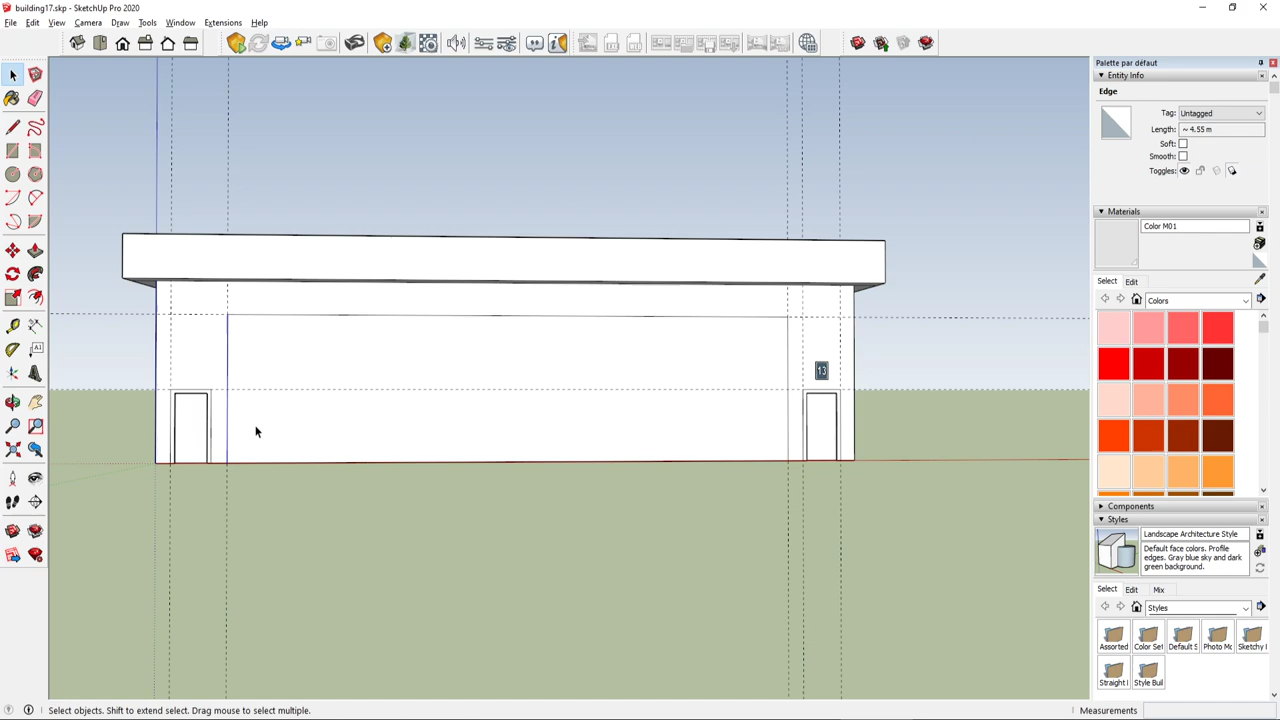 building17.skp - SketchUp Pro 2020
File Edit View Camera Draw Tools Window Extensions Help
Palette par défaut
Entity Info
Edge
Tag: Untagged
Length: ~ 4.55 m
Soft:
Smooth:
Toggles:
Materials
Color M01
Select Edit
Colors
13
Components
Styles
Landscape Architecture Style
Default face colors. Profile
edges. Gray blue sky and dark
green background.
Select Edit Mix
Styles
Assorted Color Set Default S Photo Mo Sketchy I
Straight l Style Buil
Select objects. Shift to extend select. Drag mouse to select multiple.
Measurements